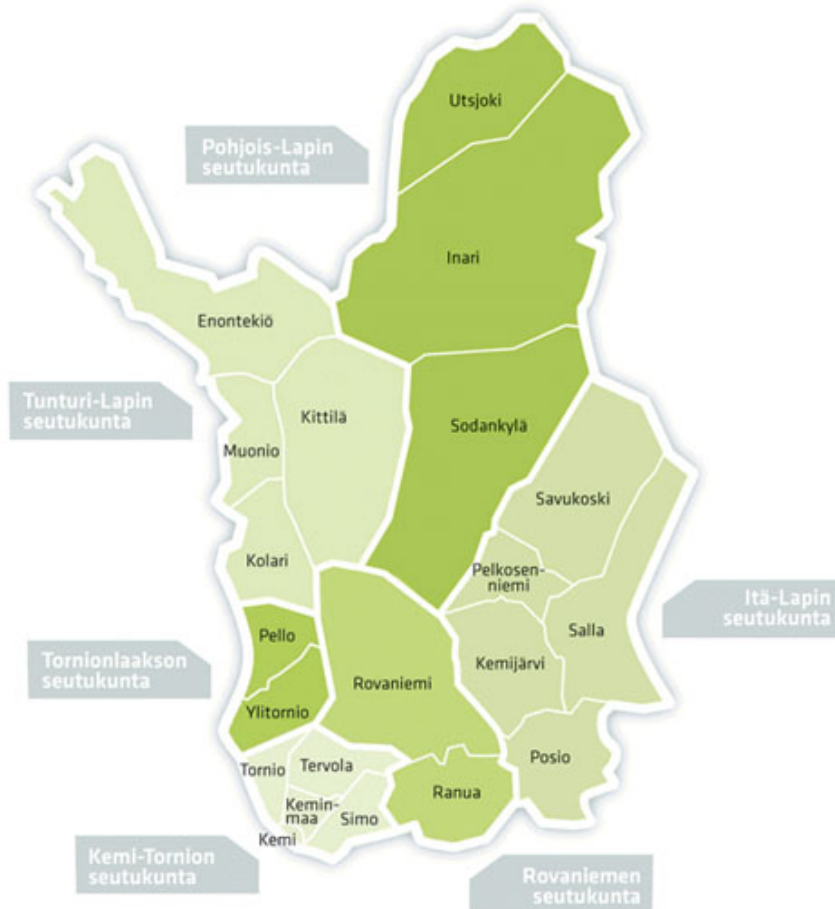 Utsjoki
Pohjois-Lapin
seutukunta
Inari
Enontekiö
Tunturi-Lapin
seutukunta
Kittilä
Sodankylä
Muonio
Savukoski
Kolari
Pelkosen-
niemi
Itä-Lapin
seutukunta
Pello
Salla
Tornionlaakson
seutukunta
Kemijärvi
Rovaniemi
Ylitornio
Posio
Tornio
Tervola
Ranua
Kemin-
maa
Simo
Kemi
Kemi-Tornion
seutukunta
Rovaniemen
seutukunta